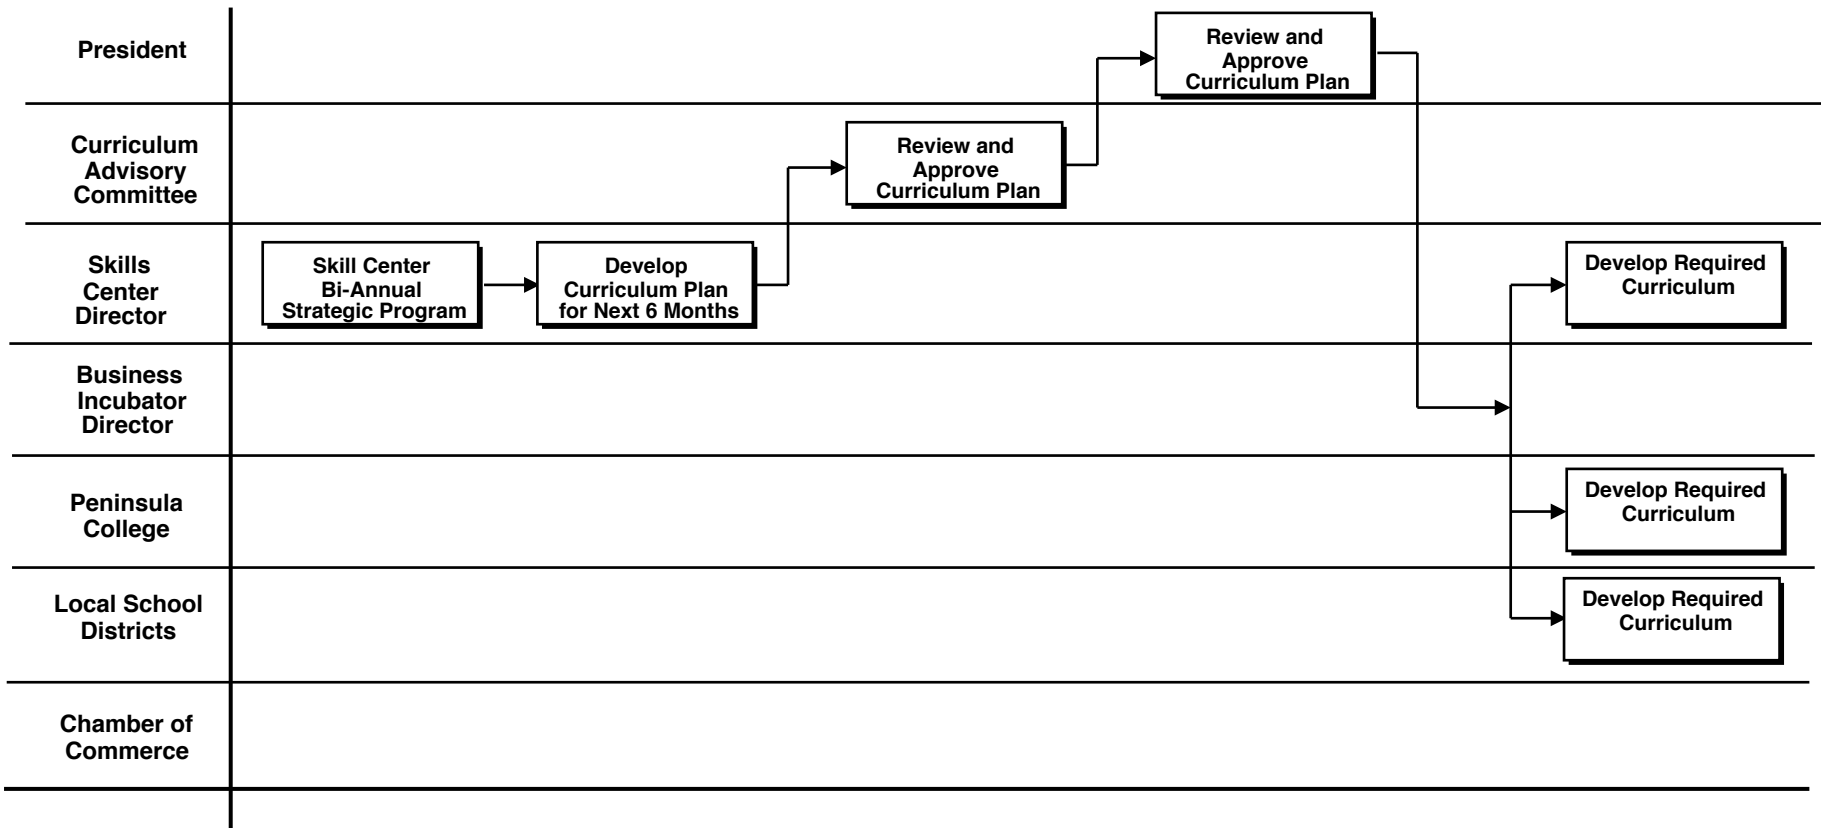 President
Review and
Approve
Curriculum Plan
Curriculum
Advisory
Committee
Review and
Approve
Curriculum Plan
Skills
Center
Director
Skill Center
Bi-Annual
Strategic Program
Develop
Curriculum Plan
for Next 6 Months
Develop Required
Curriculum
Business
Incubator
Director
Peninsula
College
Develop Required
Curriculum
Local School
Districts
Develop Required
Curriculum
Chamber of
Commerce